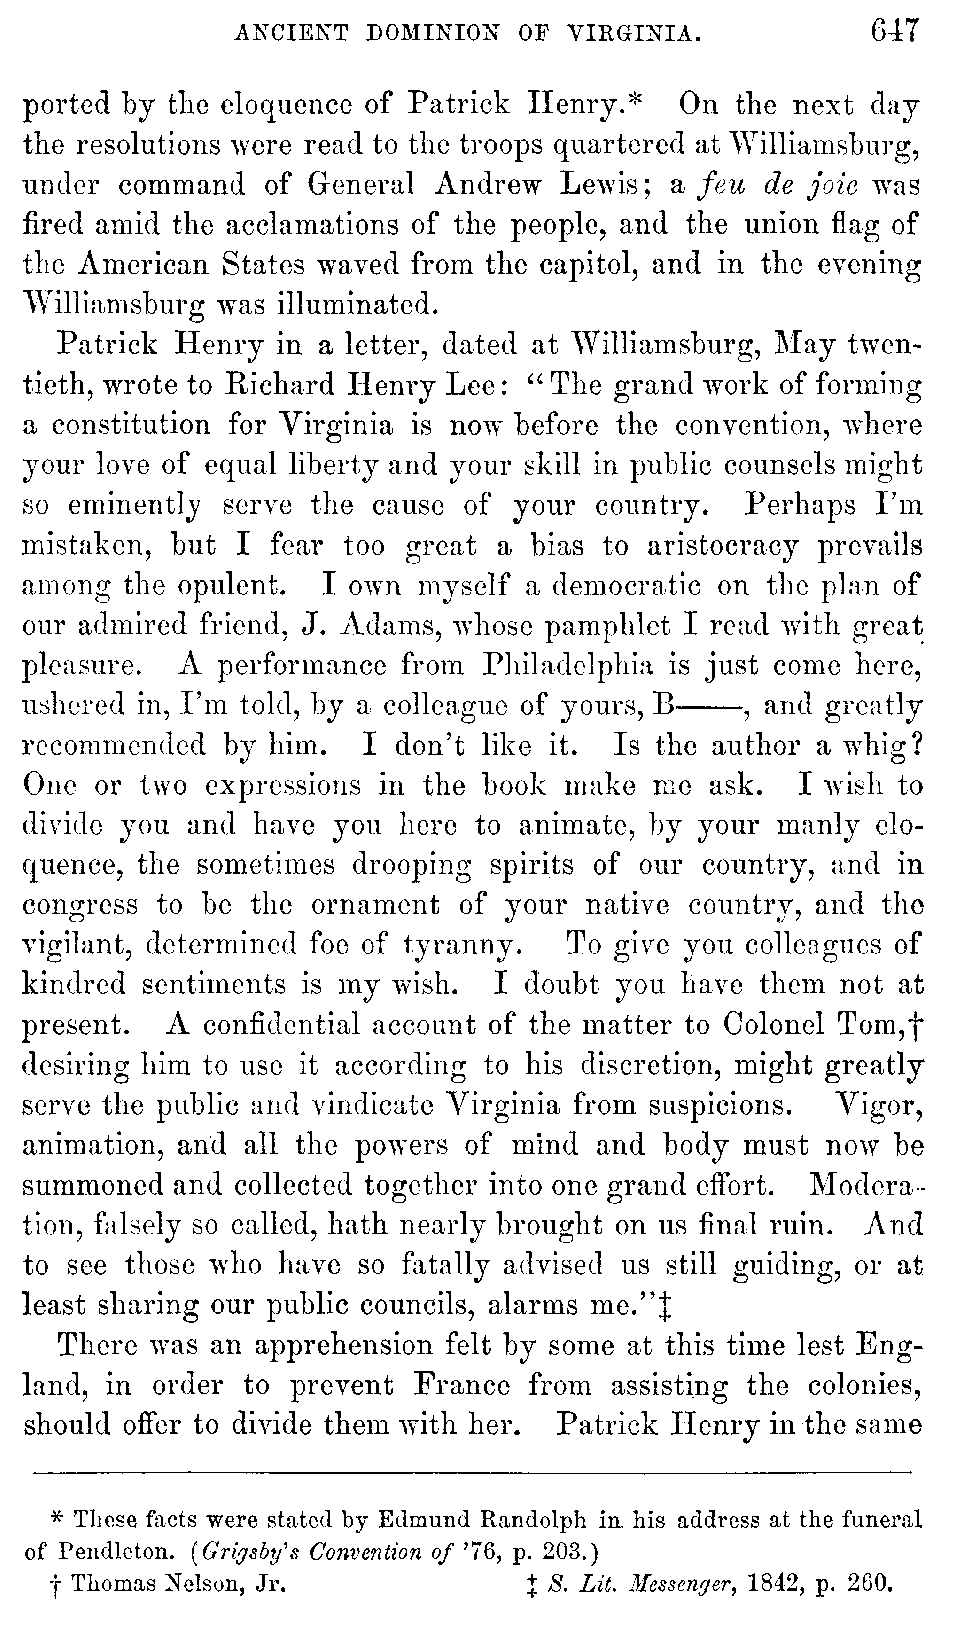 ANCIENT DOMINION OF VIRGINIA. 647
ported by the eloquence of Patrick Henry.* On the next day
the resolutions were read to the troops quartered at Williamsburg,
under command of General Andrew Lewis; a feu de joie was
fired amid the acclamations of the people, and the union flag of
the American States waved from the capitol, and in the evening
Williamsburg was illuminated.
Patrick Henry in a letter, dated at Williamsburg, May twen-
tieth, wrote to Richard Henry Lee: "The grand work of forming
a constitution for Virginia is now before the convention, where
your love of equal liberty and your skill in public counsels might
so eminently serve the cause of your country. Perhaps I'm
mistaken, but I fear too great a bias to aristocracy prevails
among the opulent. I own myself a democratic on the plan of
our admired friend, J. Adams, whose pamphlet I read with great
pleasure. A performance from Philadelphia is just come here,
ushered in, I'm told, by a colleague of yours, B——, and greatly
recommended by him. I don't like it. Is the author a whig?
One or two expressions in the book make me ask. I wish to
divide you and have you here to animate, by your manly elo-
quence, the sometimes drooping spirits of our country, and in
congress to be the ornament of your native country, and the
vigilant, determined foe of tyranny. To give you colleagues of
kindred sentiments is my wish. I doubt you have them not at
present. A confidential account of the matter to Colonel Tom,†
desiring him to use it according to his discretion, might greatly
serve the public and vindicate Virginia from suspicions. Vigor,
animation, and all the powers of mind and body must now be
summoned and collected together into one grand effort. Modera-
tion, falsely so called, hath nearly brought on us final ruin. And
to see those who have so fatally advised us still guiding, or at
least sharing our public councils, alarms me."‡
There was an apprehension felt by some at this time lest Eng-
land, in order to prevent France from assisting the colonies,
should offer to divide them with her. Patrick Henry in the same
* These facts were stated by Edmund Randolph in his address at the funeral
of Pendleton. (Grigsby's Convention of '76, p. 203.)
† Thomas Nelson, Jr. ‡ S. Lit. Messenger, 1842, p. 260.